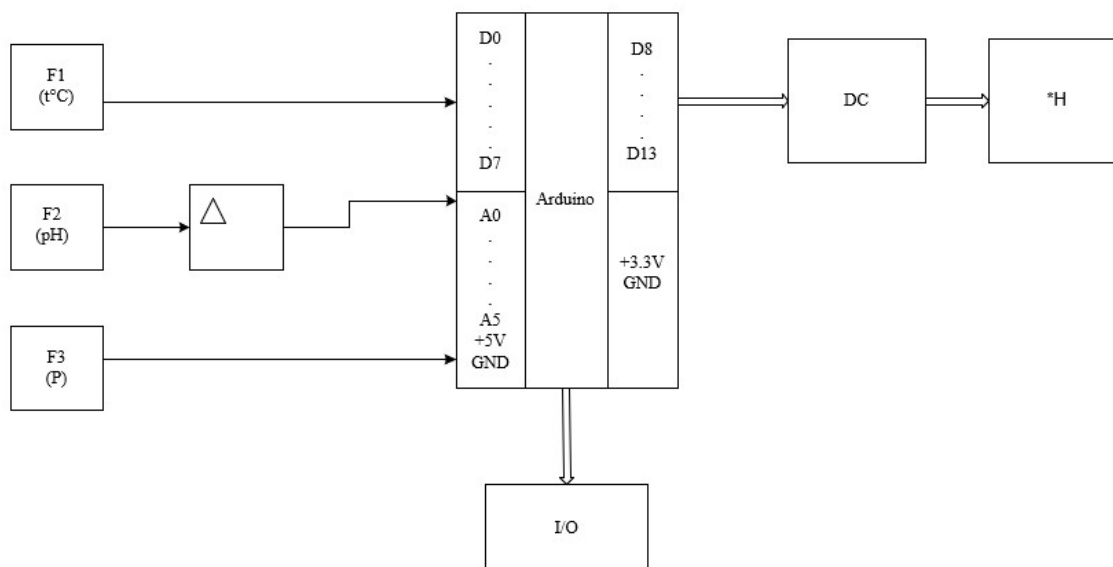 F1
(t°C)
F2
(pH)
F3
(P)
D0
.
.
.
.
.
D7
A0
.
.
.
.
.
A5
+5V
GND
Arduino
D8
.
.
.
.
D13
+3.3V
GND
DC
*H
I/O